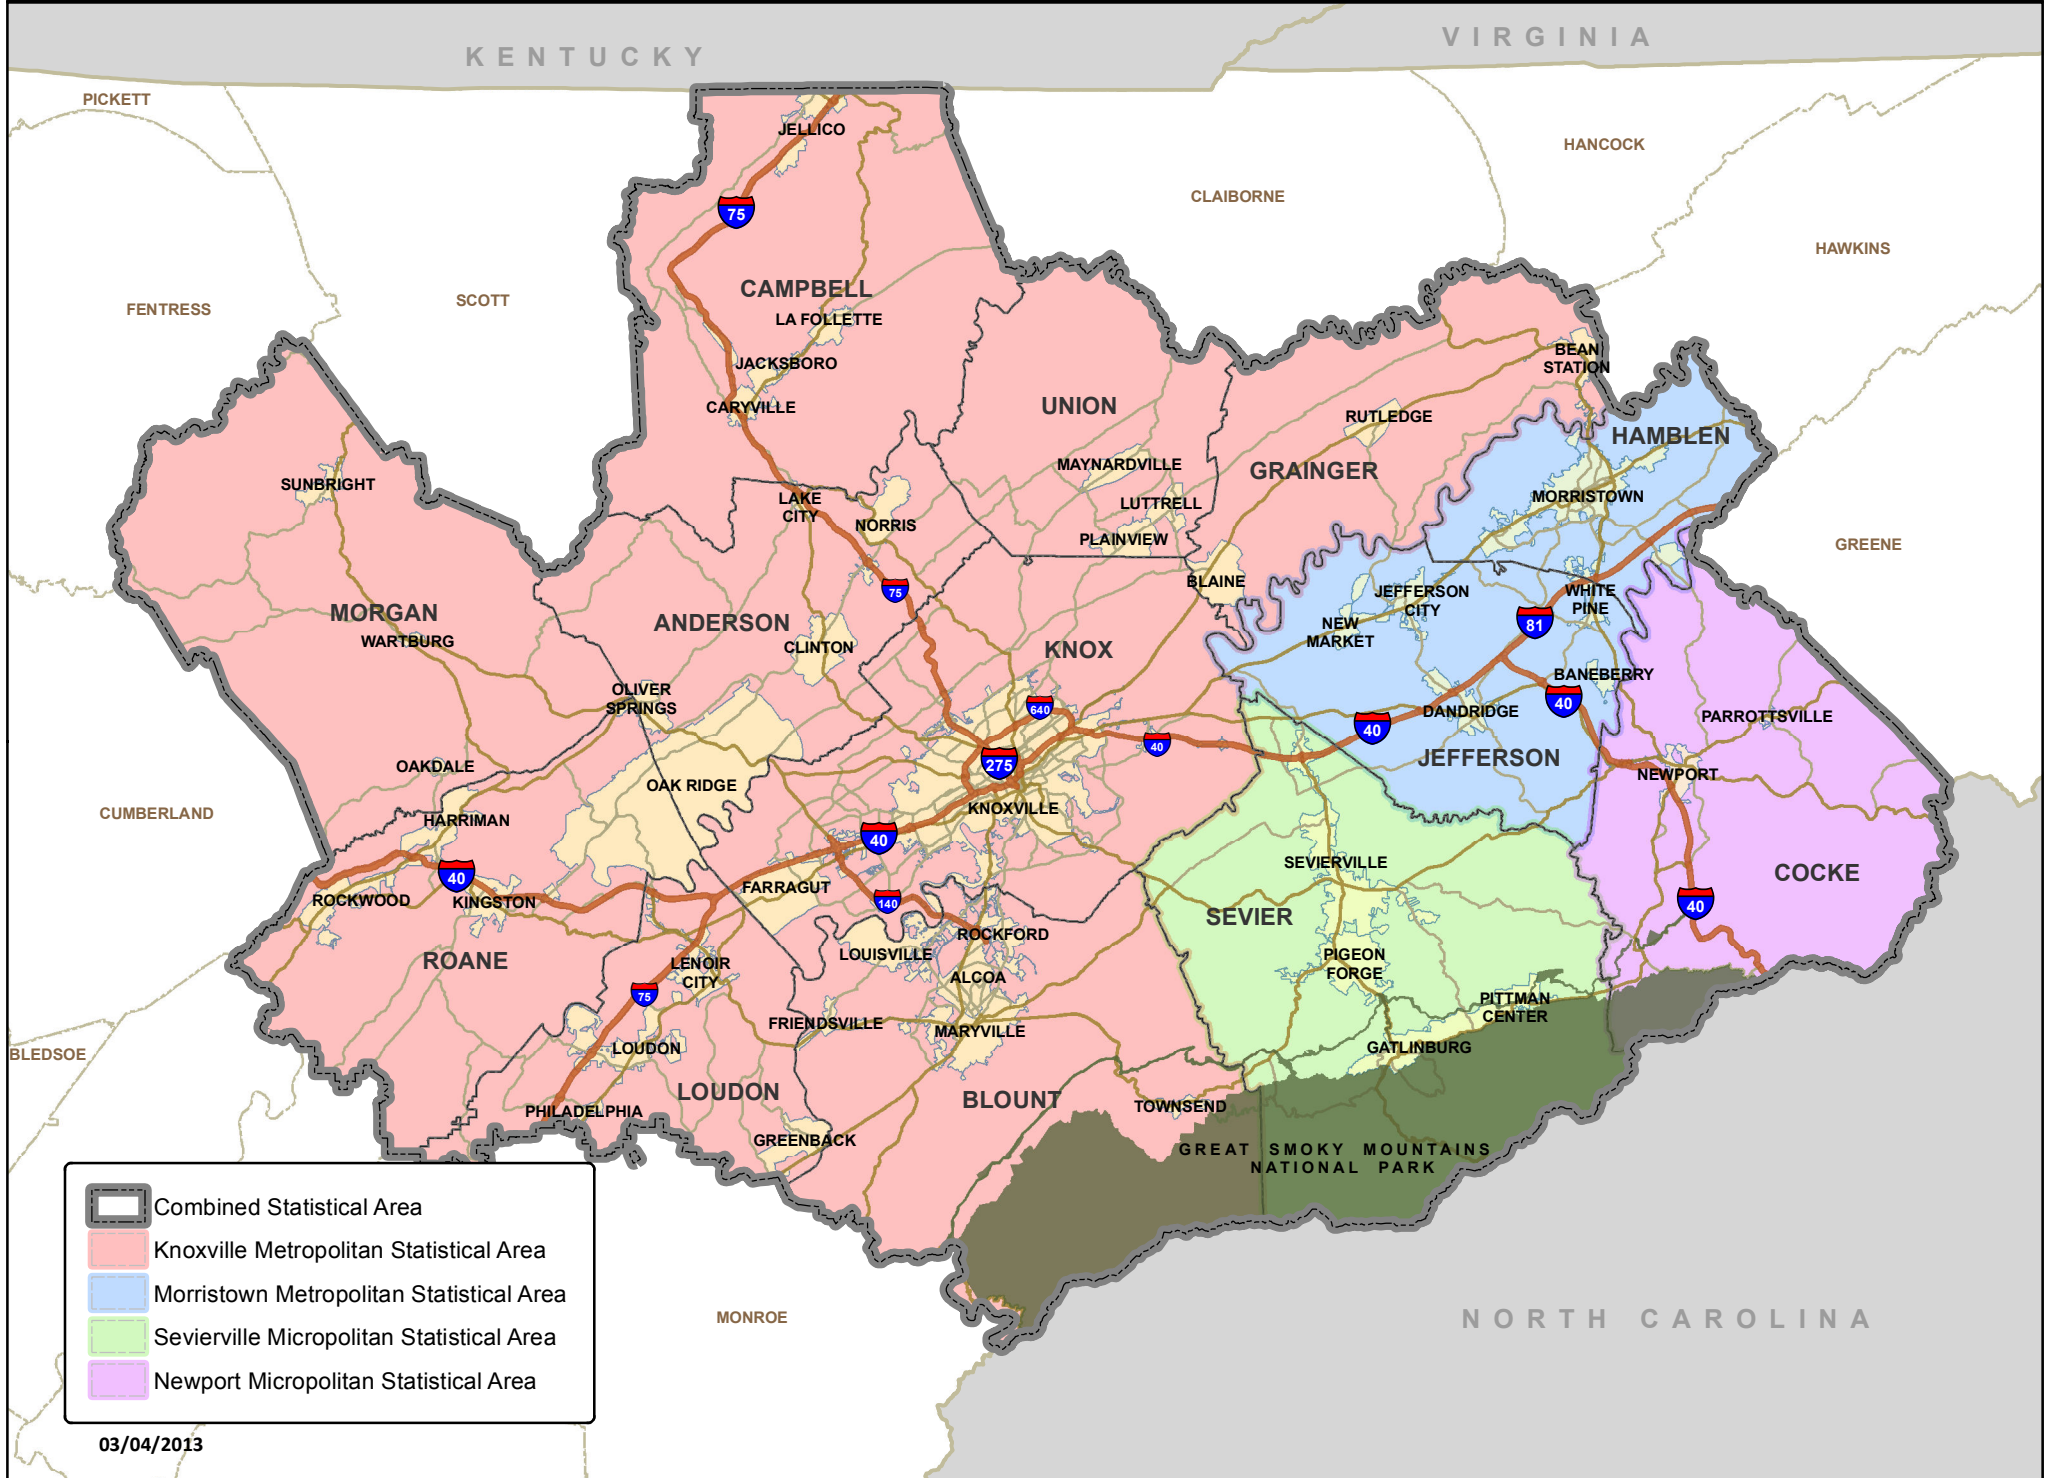 KENTUCKY
VIRGINIA
PICKETT
JELLICO
HANCOCK
CLAIBORNE
75
HAWKINS
CAMPBELL
SCOTT
FENTRESS
LA FOLLETTE
BEAN
STATION
JACKSBORO
CARYVILLE
UNION
RUTLEDGE
HAMBLEN
MAYNARDVILLE
GRAINGER
SUNBRIGHT
LAKE
CITY
MORRISTOWN
LUTTRELL
NORRIS
PLAINVIEW
GREENE
BLAINE
75
JEFFERSON
CITY
WHITE
PINE
MORGAN
ANDERSON
NEW
MARKET
81
WARTBURG
CLINTON
KNOX
BANEBERRY
OLIVER
SPRINGS
40
640
DANDRIDGE
PARROTTSVILLE
40
40
JEFFERSON
275
OAKDALE
NEWPORT
OAK RIDGE
KNOXVILLE
CUMBERLAND
HARRIMAN
40
SEVIERVILLE
COCKE
40
FARRAGUT
ROCKWOOD
KINGSTON
140
40
SEVIER
ROCKFORD
LOUISVILLE
ROANE
LENOIR
CITY
PIGEON
FORGE
ALCOA
75
PITTMAN
CENTER
FRIENDSVILLE
MARYVILLE
BLEDSOE
LOUDON
GATLINBURG
LOUDON
BLOUNT
TOWNSEND
PHILADELPHIA
GREENBACK
GREAT SMOKY MOUNTAINS
NATIONAL PARK
MONROE
NORTH CAROLINA
Combined Statistical Area
Knoxville Metropolitan Statistical Area
Morristown Metropolitan Statistical Area
Sevierville Micropolitan Statistical Area
Newport Micropolitan Statistical Area
03/04/2013